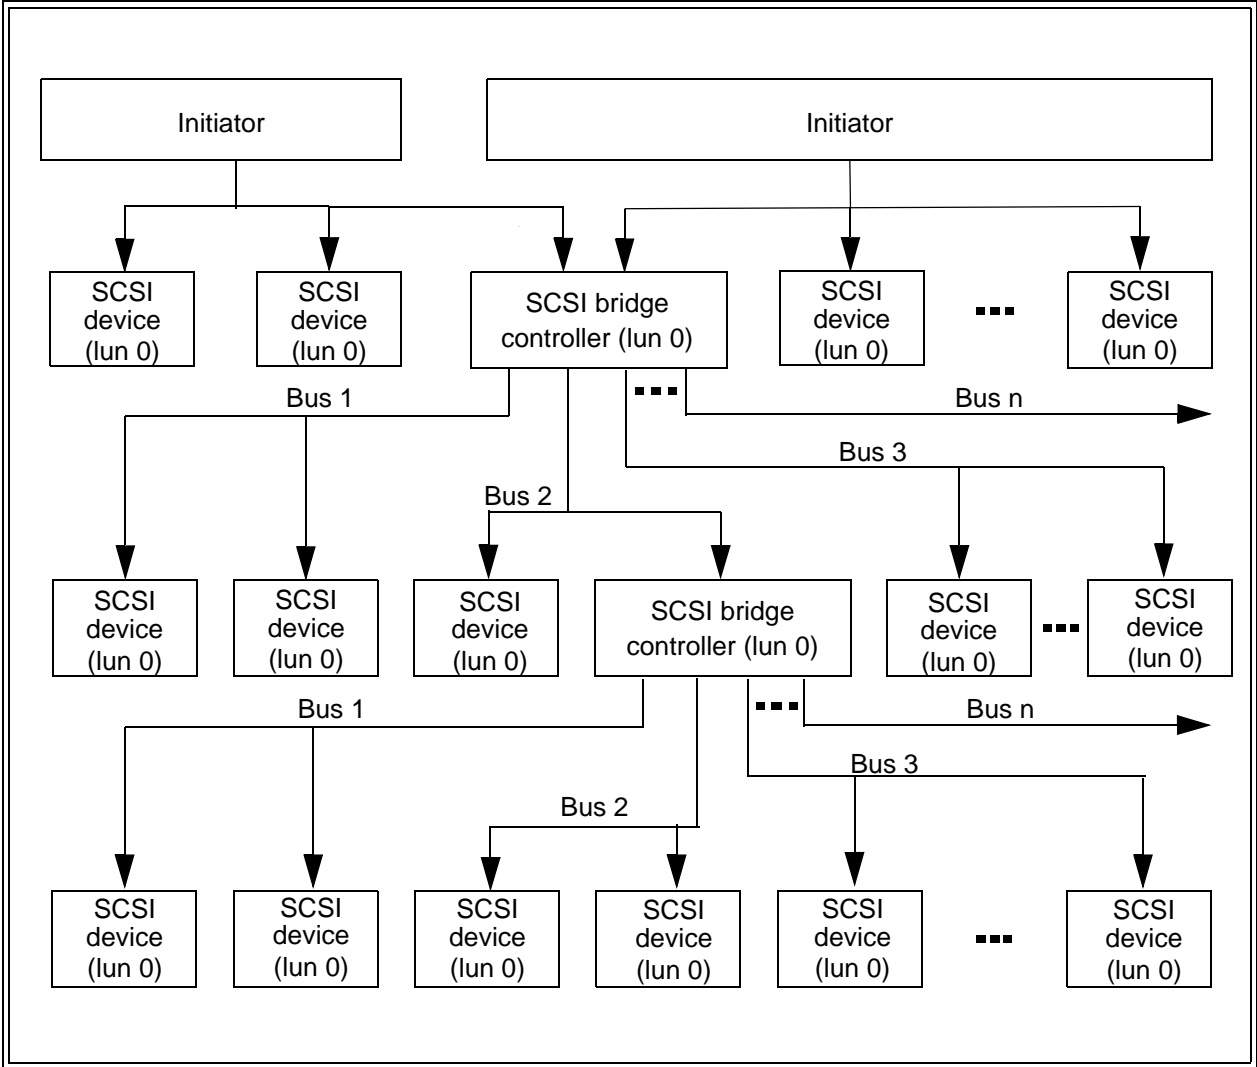 Initiator
Initiator
SCSI
device
(lun 0)
SCSI
device
(lun 0)
SCSI bridge
controller (lun 0)
SCSI
device
(lun 0)
SCSI
device
(lun 0)
Bus 1
Bus n
Bus 3
Bus 2
SCSI
device
(lun 0)
SCSI
device
(lun 0)
SCSI
device
(lun 0)
SCSI bridge
controller (lun 0)
SCSI
device
(lun 0)
SCSI
device
(lun 0)
Bus 1
Bus n
Bus 3
Bus 2
SCSI
device
(lun 0)
SCSI
device
(lun 0)
SCSI
device
(lun 0)
SCSI
device
(lun 0)
SCSI
device
(lun 0)
SCSI
device
(lun 0)